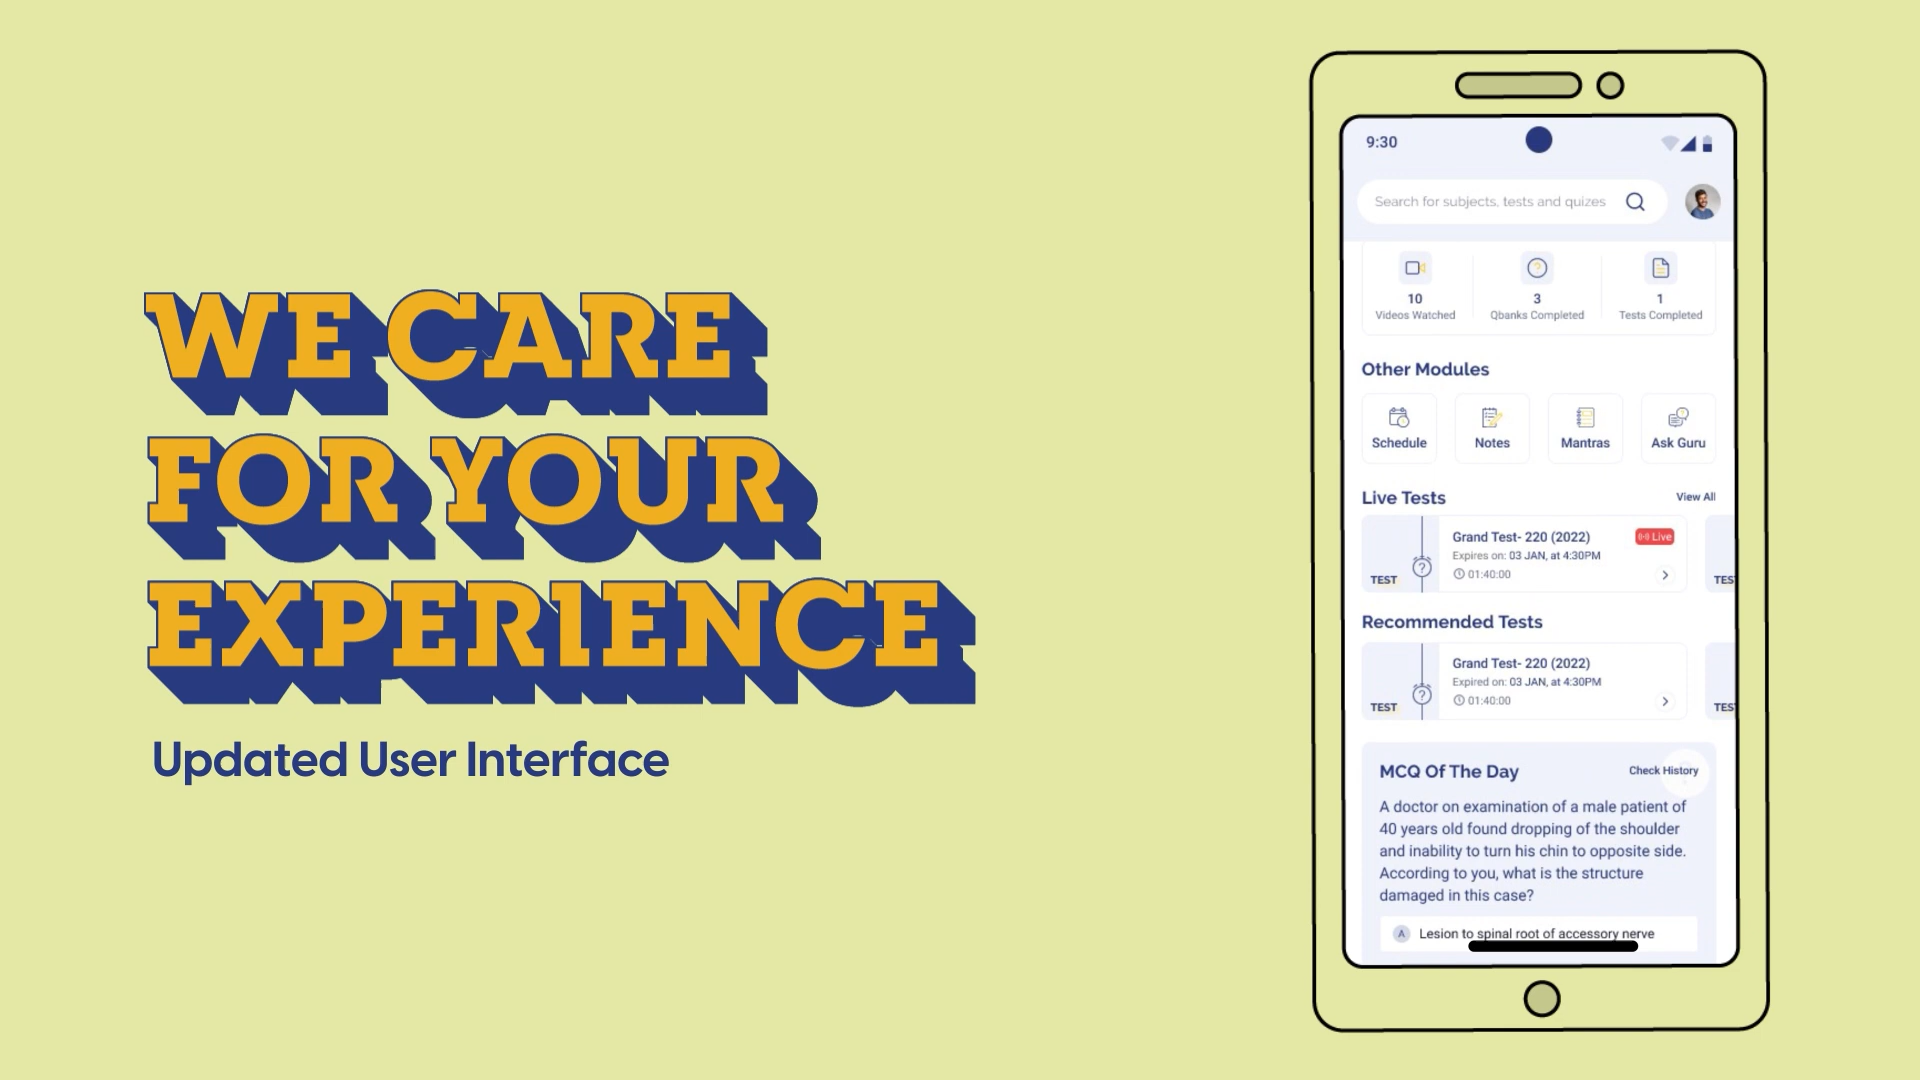 WE CARE
FOR YOUR
EXPERIENCE
Updated User Interface
9:30
Search for subjects, tests and quizes
10
Videos Watched
3
Qbanks Completed
1
Tests Completed
Other Modules
Schedule
Notes
Mantras
Ask Guru
Live Tests
View All
TEST
Grand Test- 220 (2022)
Live
Expires on: 03 JAN, at 4:30PM
01:40:00
TES
Recommended Tests
TEST
Grand Test- 220 (2022)
Expired on: 03 JAN, at 4:30PM
01:40:00
TES
MCQ Of The Day
Check History
A doctor on examination of a male patient of
40 years old found dropping of the shoulder
and inability to turn his chin to opposite side.
According to you, what is the structure
damaged in this case?
A Lesion to spinal root of accessory nerve